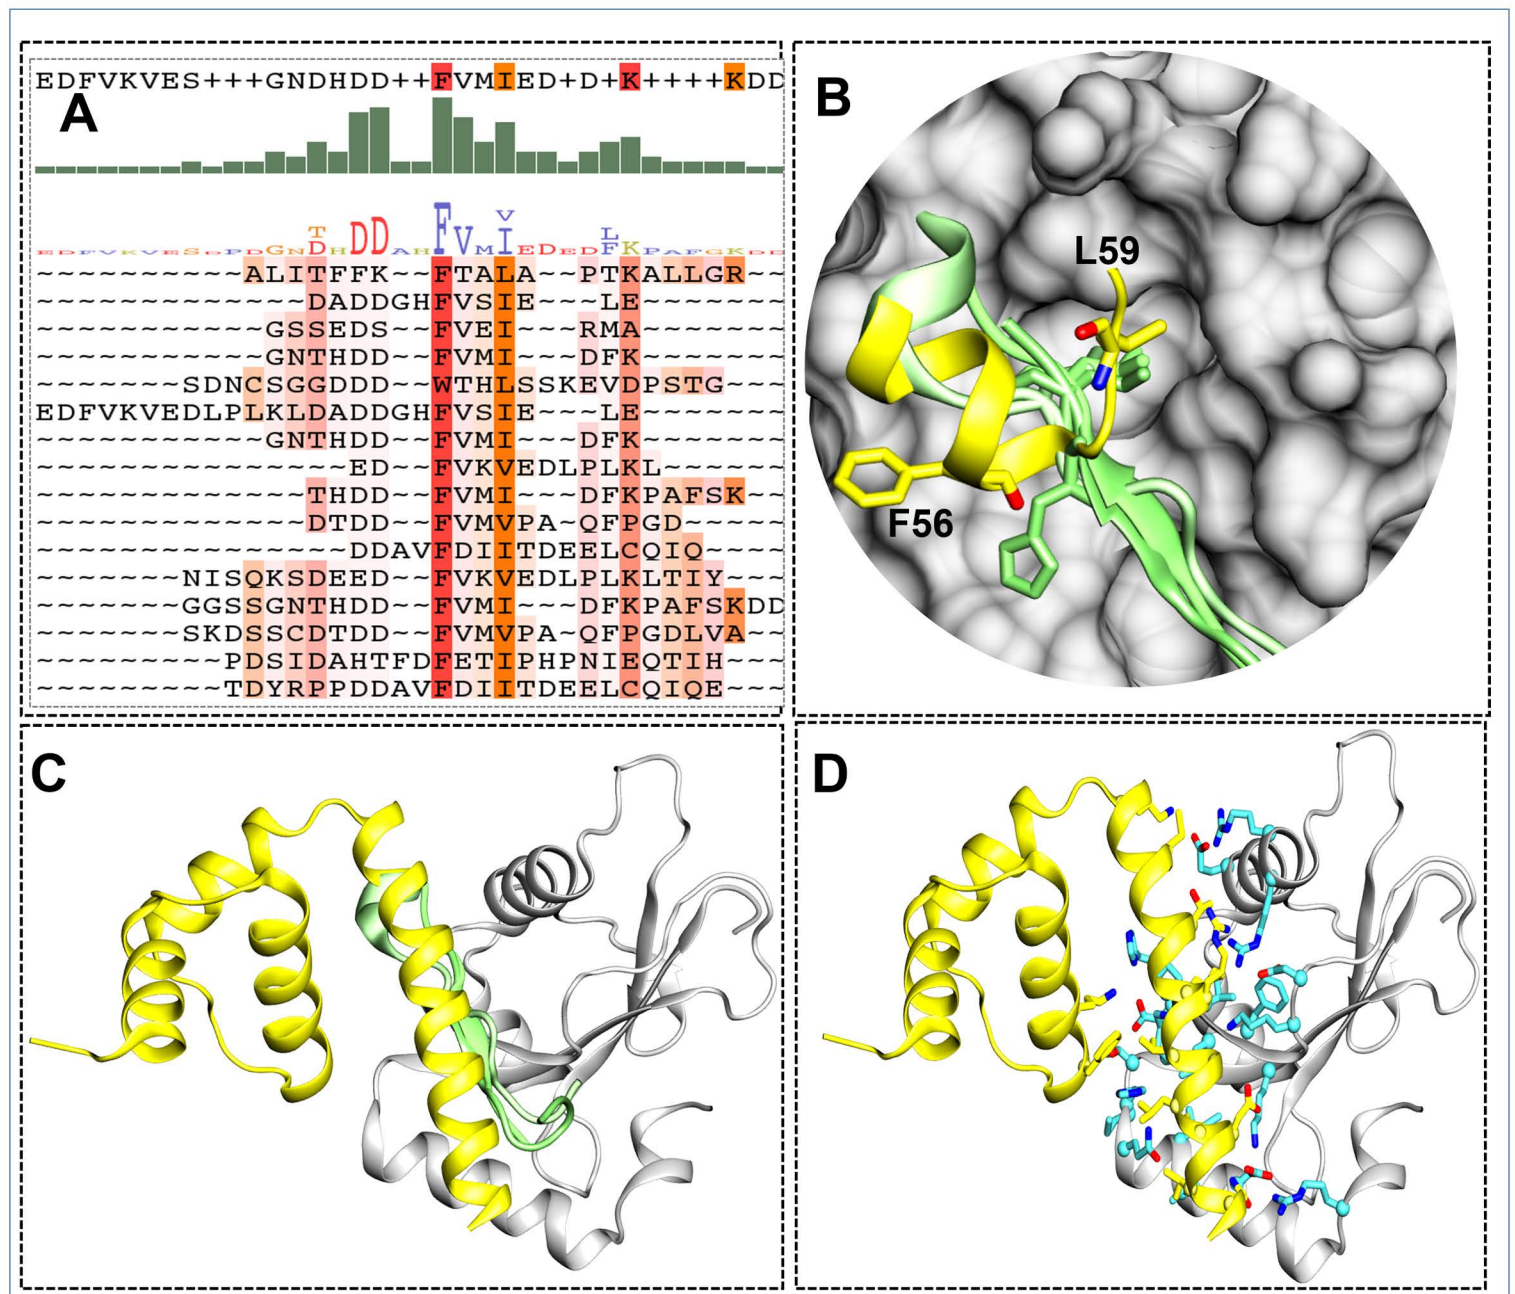 EDFVKVES+++GNDHDD++FVMIED+D+K++++KDD
A
T V L
EDFVKVESDPDGNDHDDAHFVMIEDEDFKPAFGKDD
~~~~~~~~~~ALITFFK~~FTALA~~PTKALLGR~~
~~~~~~~~~~~~~DADDGHFVSIE~~~LE~~~~~~~
~~~~~~~~~~~GSSEDS~~FVEI~~~RMA~~~~~~~
~~~~~~~~~~~GNTHDD~~FVMI~~~DFK~~~~~~~
~~~~~~~SDNCSGGDDD~~WTHLSSKEVDPSTG~~~
EDFVKVEDLPLKLDADDGHFVSIE~~~LE~~~~~~~
~~~~~~~~~~~GNTHDD~~FVMI~~~DFK~~~~~~~
~~~~~~~~~~~~~~~ED~~FVKVEDLPLKL~~~~~~
~~~~~~~~~~~~~THDD~~FVMI~~~DFKPAFSK~~
~~~~~~~~~~~~~DTDD~~FVMVPA~QFPGD~~~~~
~~~~~~~~~~~~~~~DDAVFDIITDEELCQIQ~~~~
~~~~~~~NISQKSDEED~~FVKVEDLPLKLTIY~~~
~~~~~~~GGSSGNTHDD~~FVMI~~~DFKPAFSKDD
~~~~~~~SKDSSCDTDD~~FVMVPA~QFPGDLVA~~
~~~~~~~~~PDSIDAHTFDFETIPHPNIEQTIH~~~
~~~~~~~~~TDYRPPDDAVFDIITDEELCQIQE~~~
B
L59
F56
C
D